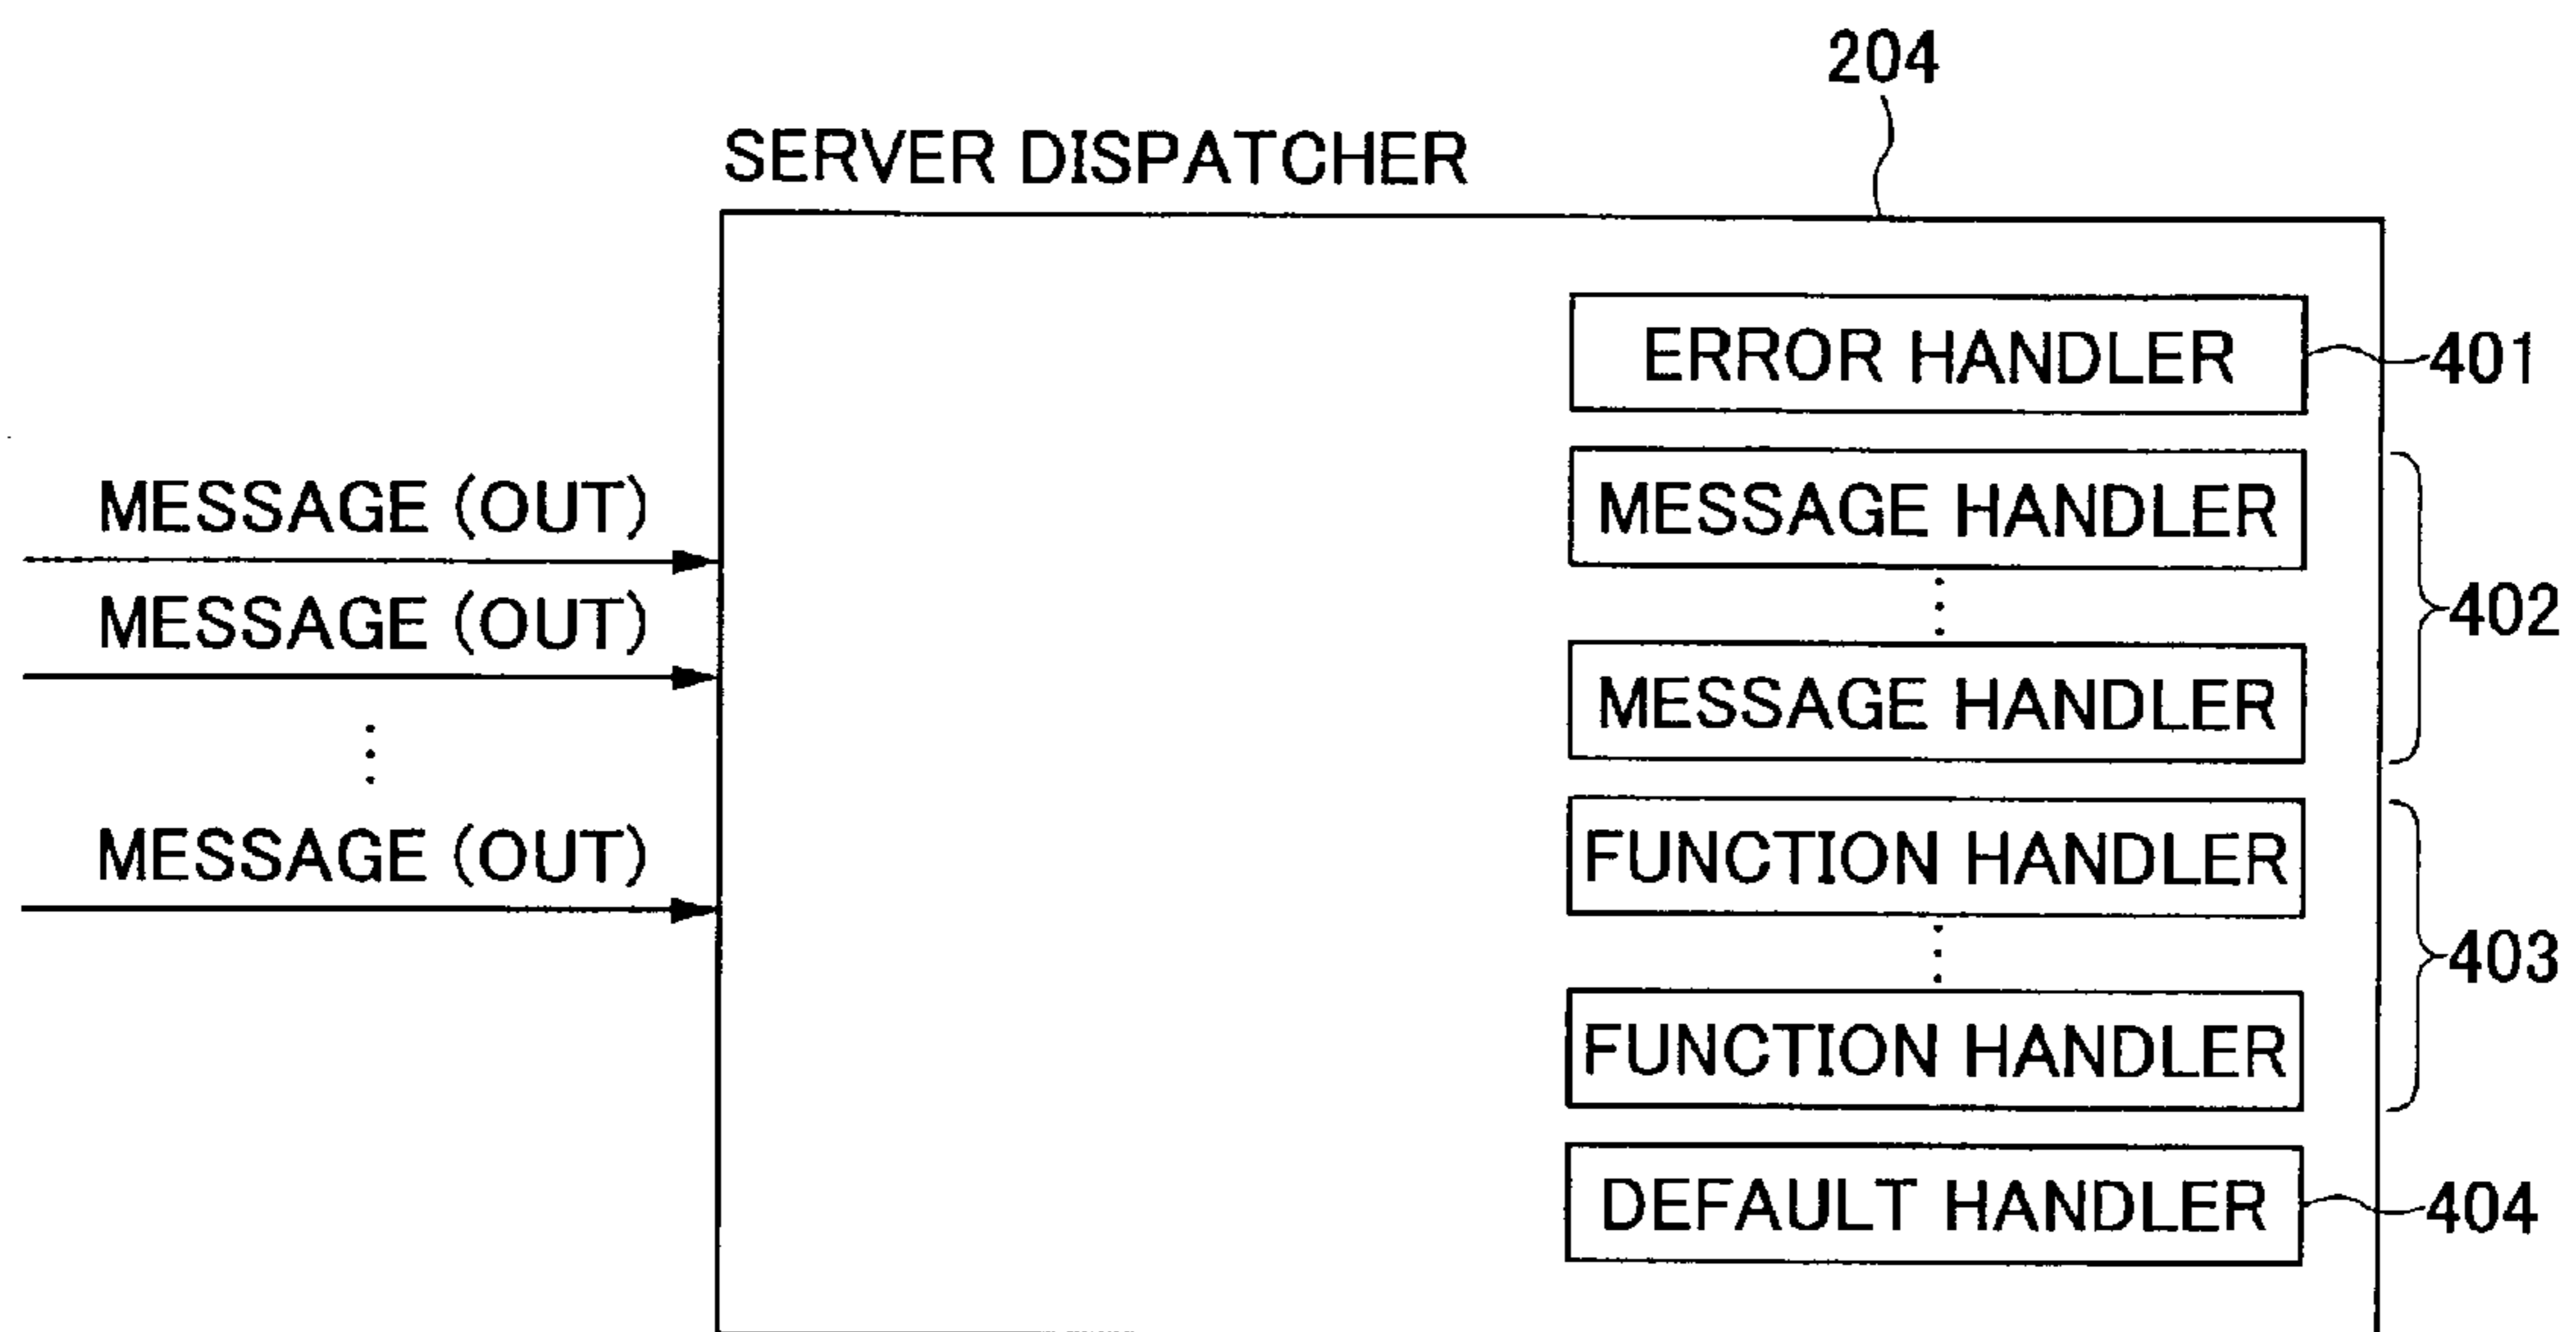 204
SERVER DISPATCHER
ERROR HANDLER
401
MESSAGE (OUT)
MESSAGE HANDLER
MESSAGE (OUT)
402
MESSAGE HANDLER
MESSAGE (OUT)
FUNCTION HANDLER
403
FUNCTION HANDLER
DEFAULT HANDLER
404